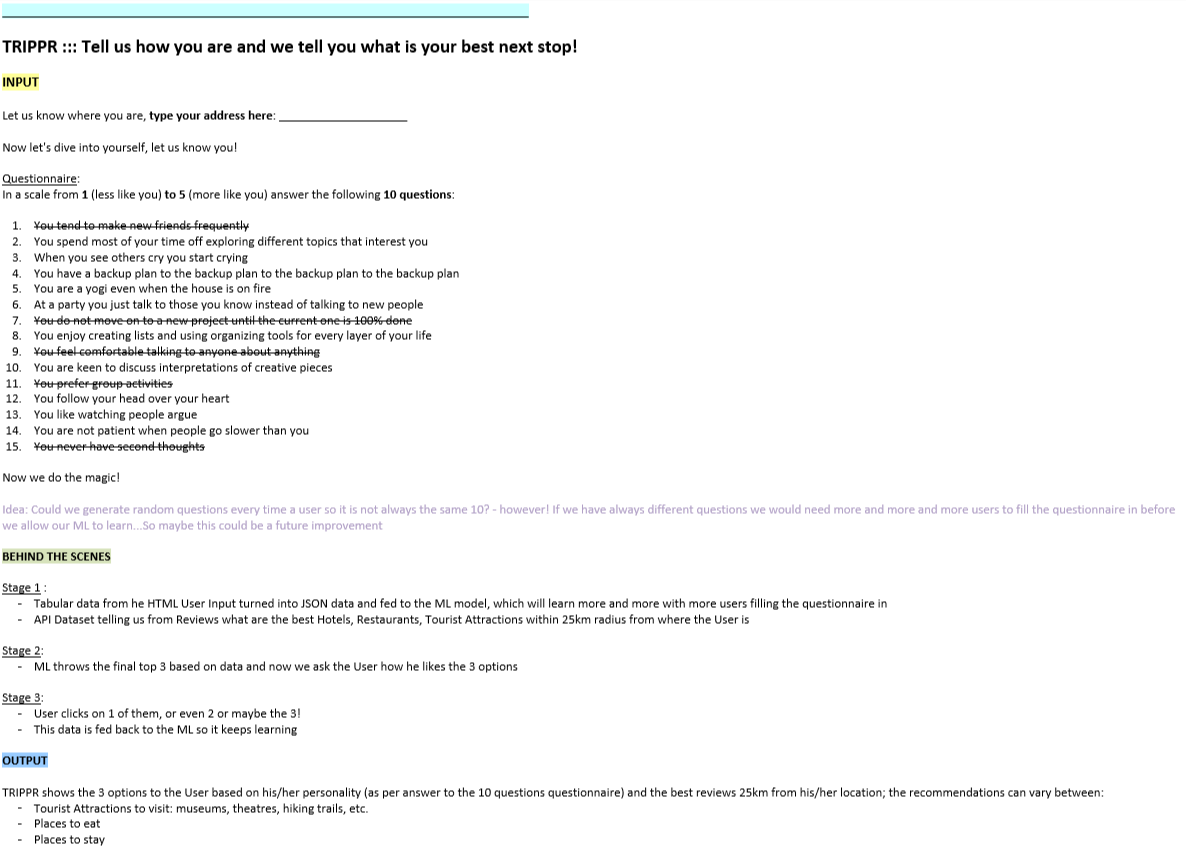 TRIPPR ::: Tell us how you are and we tell you what is your best next stop!
INPUT
Let us know where you are, type your address here: ____________________
Now let's dive into yourself, let us know you!
Questionnaire:
In a scale from 1 (less like you) to 5 (more like you) answer the following 10 questions:
1. You tend to make new friends frequently
2. You spend most of your time off exploring different topics that interest you
3. When you see others cry you start crying
4. You have a backup plan to the backup plan to the backup plan to the backup plan
5. You are a yogi even when the house is on fire
6. At a party you just talk to those you know instead of talking to new people
7. You do not move on to a new project until the current one is 100% done
8. You enjoy creating lists and using organizing tools for every layer of your life
9. You feel comfortable talking to anyone about anything
10. You are keen to discuss interpretations of creative pieces
11. You prefer group activities
12. You follow your head over your heart
13. You like watching people argue
14. You are not patient when people go slower than you
15. You never have second thoughts
Now we do the magic!
Idea: Could we generate random questions every time a user so it is not always the same 10? - however! If we have always different questions we would need more and more and more users to fill the questionnaire in before
we allow our ML to learn...So maybe this could be a future improvement
BEHIND THE SCENES
Stage 1 :
- Tabular data from he HTML User Input turned into JSON data and fed to the ML model, which will learn more and more with more users filling the questionnaire in
- API Dataset telling us from Reviews what are the best Hotels, Restaurants, Tourist Attractions within 25km radius from where the User is
Stage 2:
- ML throws the final top 3 based on data and now we ask the User how he likes the 3 options
Stage 3:
- User clicks on 1 of them, or even 2 or maybe the 3!
- This data is fed back to the ML so it keeps learning
OUTPUT
TRIPPR shows the 3 options to the User based on his/her personality (as per answer to the 10 questions questionnaire) and the best reviews 25km from his/her location; the recommendations can vary between:
- Tourist Attractions to visit: museums, theatres, hiking trails, etc.
- Places to eat
- Places to stay